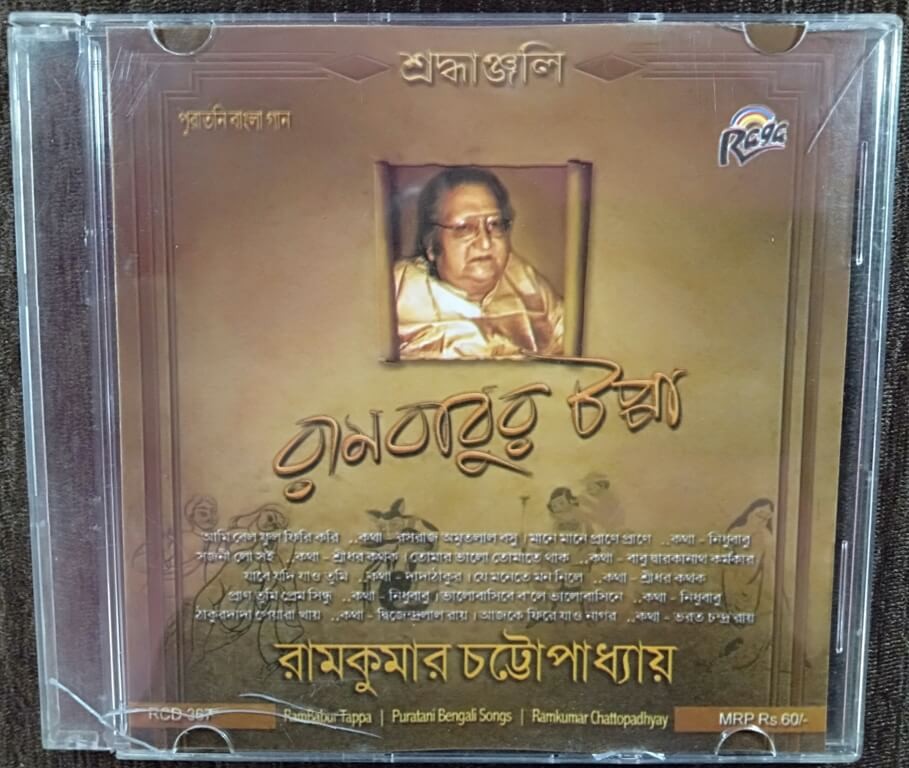 শ্রদ্ধাঞ্জলি
পুরাতনি বাংলা গান
Raga
রামবাবুর টপ্পা
আমি বেল ফুল ফিরি করি ..কথা - রসরাজ অমৃতলাল বসু । মানে মানে প্রাণে প্রাণে ..কথা - নিধুবাবু
সজনী লো সই ..কথা - শ্রীধর কথক । তোমার ভালো তোমাতে থাক ..কথা - বাবু দ্বারকানাথ কর্মকার
যাবে যদি যাও তুমি ..কথা - দাদাঠাকুর । যে মনেতে মন নিলে ..কথা - শ্রীধর কথক
প্রাণ তুমি প্রেম সিন্ধু ..কথা - নিধুবাবু । ভালোবাসিবে ব'লে ভালোবাসিনে ..কথা - নিধুবাবু
ঠাকুরদাদা পেয়ারা খায় ..কথা - দ্বিজেন্দ্রলাল রায় । আজকে ফিরে যাও নাগর ..কথা - ভরত চন্দ্র রায়
রামকুমার চট্টোপাধ্যায়
RCD-367 RamBabur Tappa | Puratani Bengali Songs | Ramkumar Chattopadhyay MRP Rs.60/-